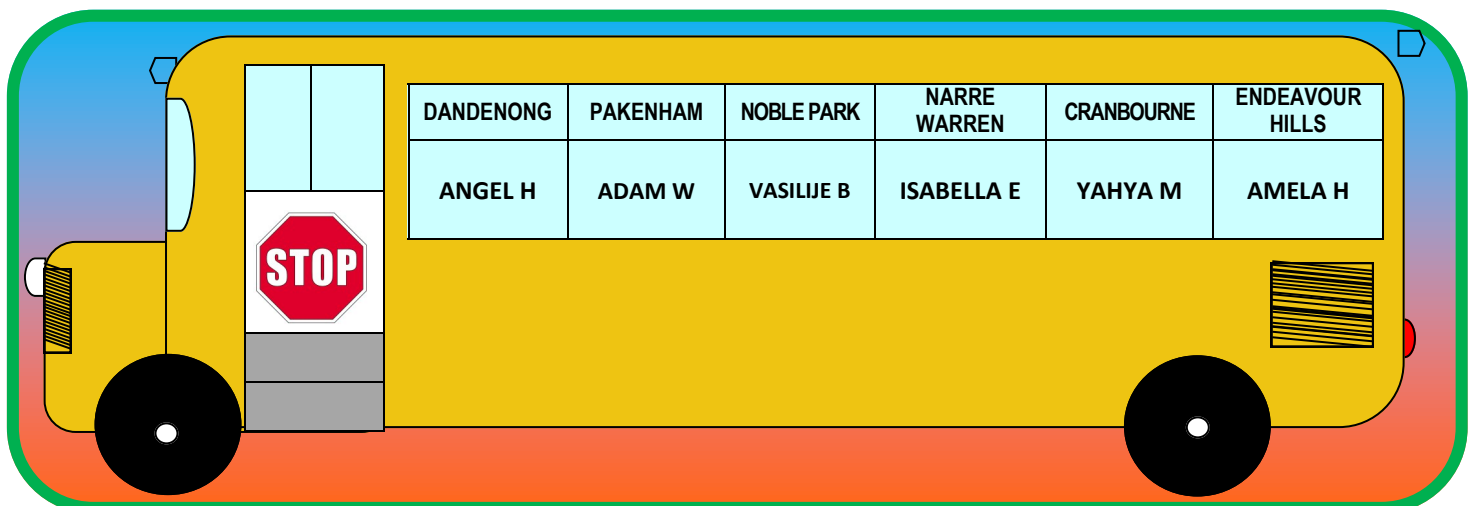 DANDENONG
PAKENHAM
NOBLE PARK
NARRE
WARREN
CRANBOURNE
ENDEAVOUR
HILLS
ANGEL H
ADAM W
VASILIJE B
ISABELLA E
YAHYA M
AMELA H
STOP